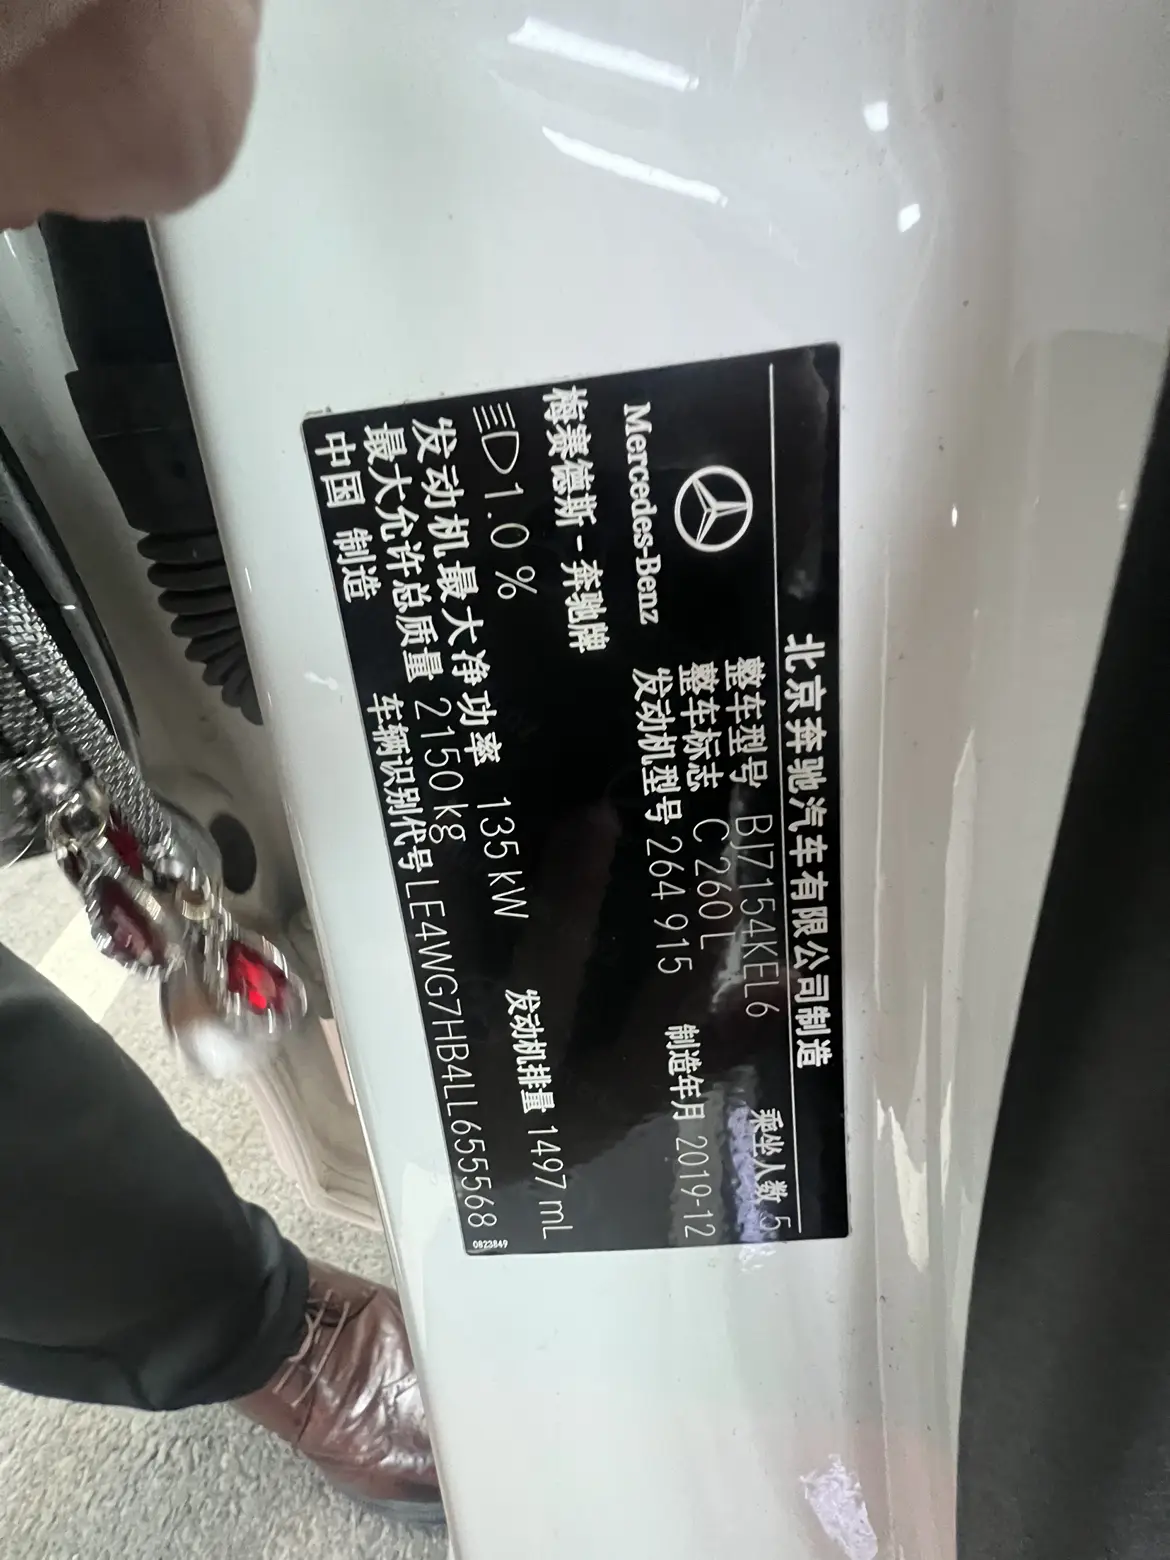 北京奔驰汽车有限公司制造
Mercedes-Benz
整车型号 BJ7154KEL6 乘坐人数 5
整车标志 C 260 L
发动机型号 264 915 制造年月 2019-12
梅赛德斯-奔驰牌
1.0 %
发动机最大净功率 135 kW 发动机排量 1497 mL
最大允许总质量 2150 kg
中国 制造 车辆识别代号 LE4WG7HB4LL655568
0823849